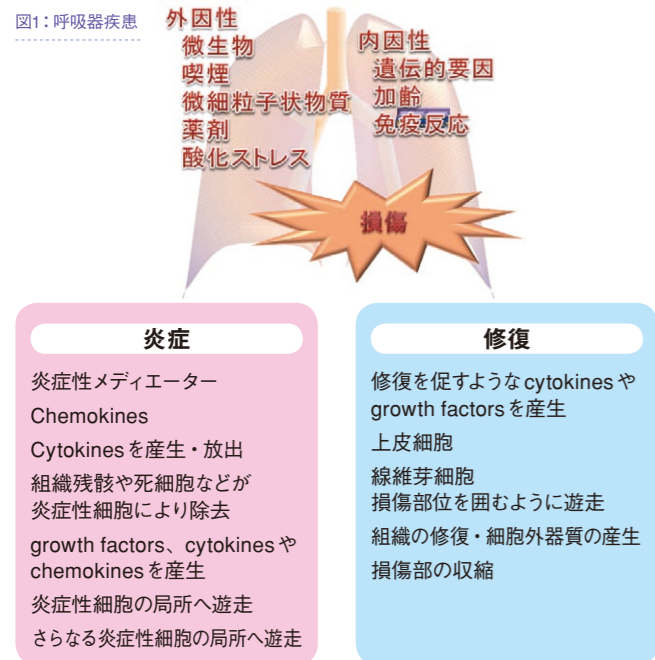 図1：呼吸器疾患
外因性
微生物
喫煙
微細粒子状物質
薬剤
酸化ストレス
内因性
遺伝的要因
加齢
免疫反応
損傷
炎症
炎症性メディエーター
Chemokines
Cytokinesを産生・放出
組織残骸や死細胞などが
炎症性細胞により除去
growth factors、cytokinesや
chemokinesを産生
炎症性細胞の局所へ遊走
さらなる炎症性細胞の局所へ遊走
修復
修復を促すようなcytokinesや
growth factorsを産生
上皮細胞
線維芽細胞
損傷部位を囲むように遊走
組織の修復・細胞外器質の産生
損傷部の収縮